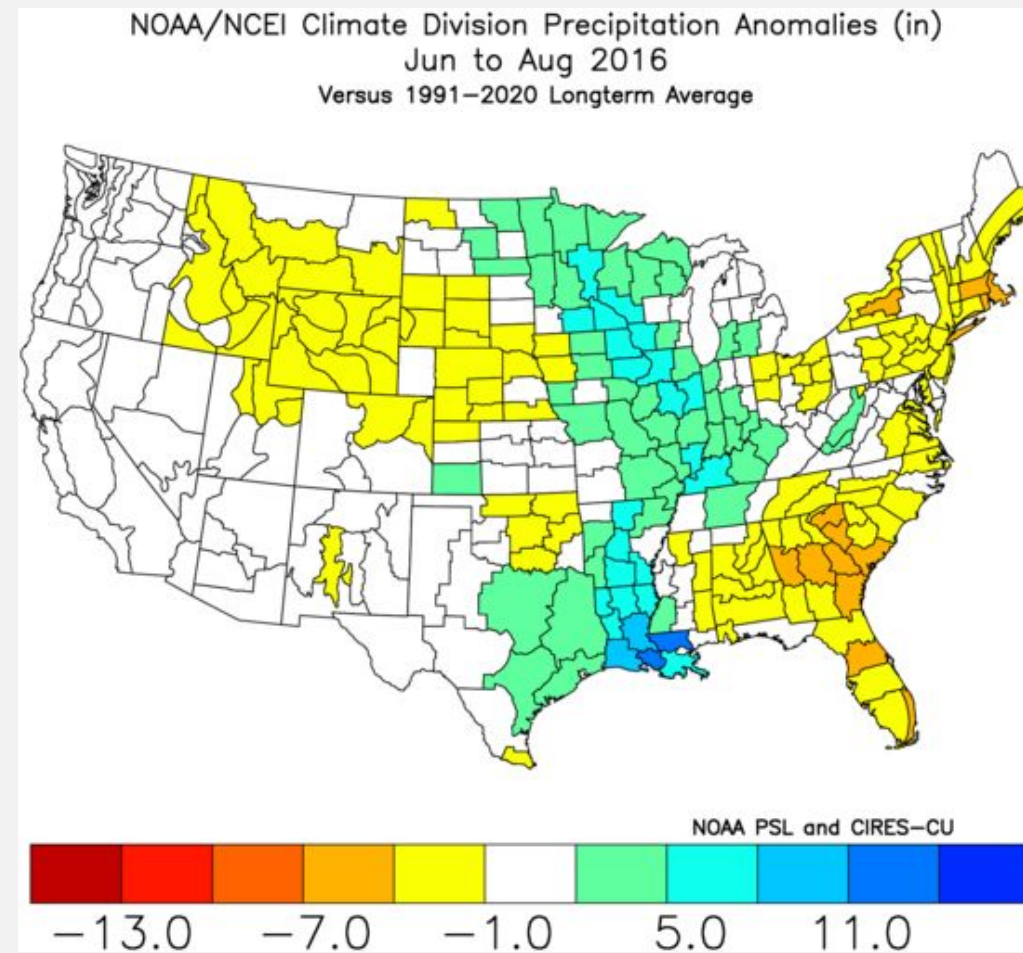 NOAA/NCEI Climate Division Precipitation Anomalies (in)
Jun to Aug 2016
Versus 1991−2020 Longterm Average
NOAA PSL and CIRES−CU
−13.0 −7.0 −1.0 5.0 11.0